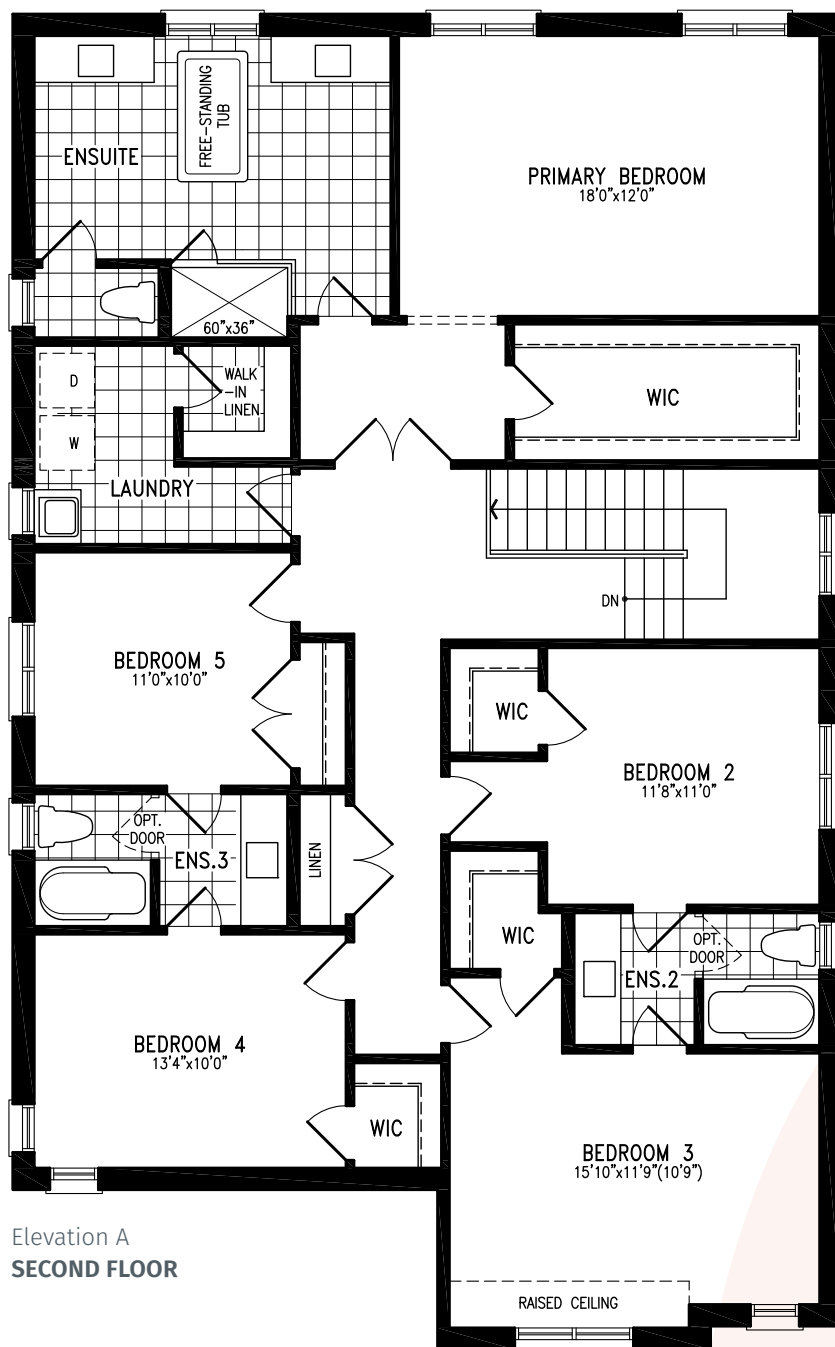 FREE-STANDING
TUB
ENSUITE
PRIMARY BEDROOM
18'0"x12'0"
60"x36"
D
WALK
-IN
LINEN
WIC
W
LAUNDRY
DN
BEDROOM 5
11'0"x10'0"
WIC
BEDROOM 2
11'8"x11'0"
OPT.
DOOR
ENS.3
LINEN
WIC
OPT.
DOOR
ENS.2
BEDROOM 4
13'4"x10'0"
WIC
BEDROOM 3
15'10"x11'9"(10'9")
Elevation A
SECOND FLOOR
RAISED CEILING